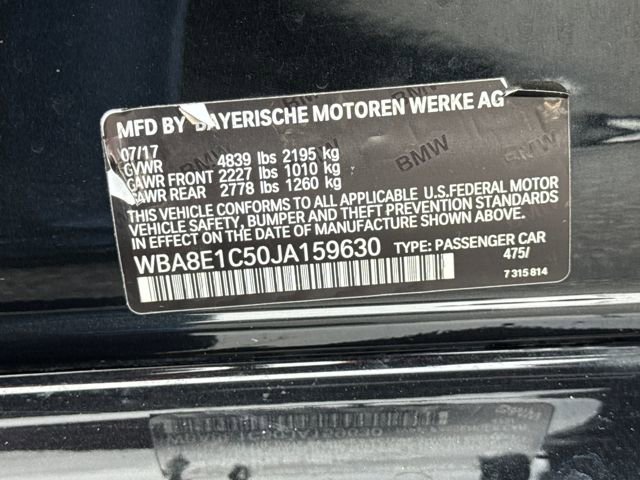 MFD BY BAYERISCHE MOTOREN WERKE AG
07/17
GVWR 4839 lbs 2195 kg
GAWR FRONT 2227 lbs 1010 kg
GAWR REAR 2778 lbs 1260 kg
THIS VEHICLE CONFORMS TO ALL APPLICABLE U.S.FEDERAL MOTOR
VEHICLE SAFETY, BUMPER AND THEFT PREVENTION STANDARDS
IN EFFECT ON THE DATE OF MANUFACTURE SHOWN ABOVE.
WBA8E1C50JA159630 TYPE: PASSENGER CAR
475/
7 315 814
BMW
BMW